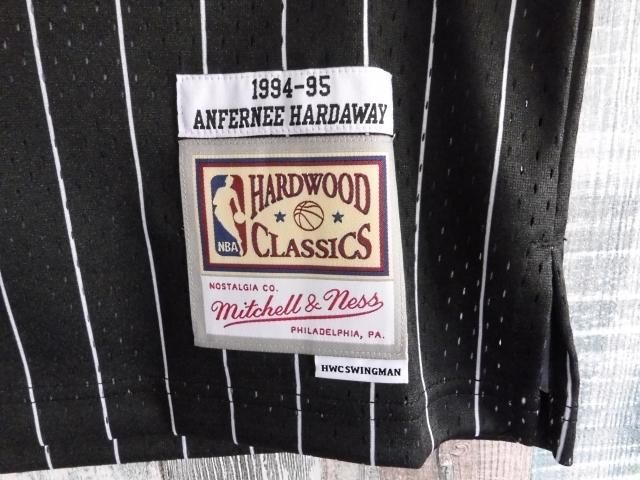 1994-95
ANFERNEE HARDAWAY
HARDWOOD
NBA
CLASSICS
NOSTALGIA CO.
Mitchell & Ness
PHILADELPHIA, PA.
HWC SWINGMAN